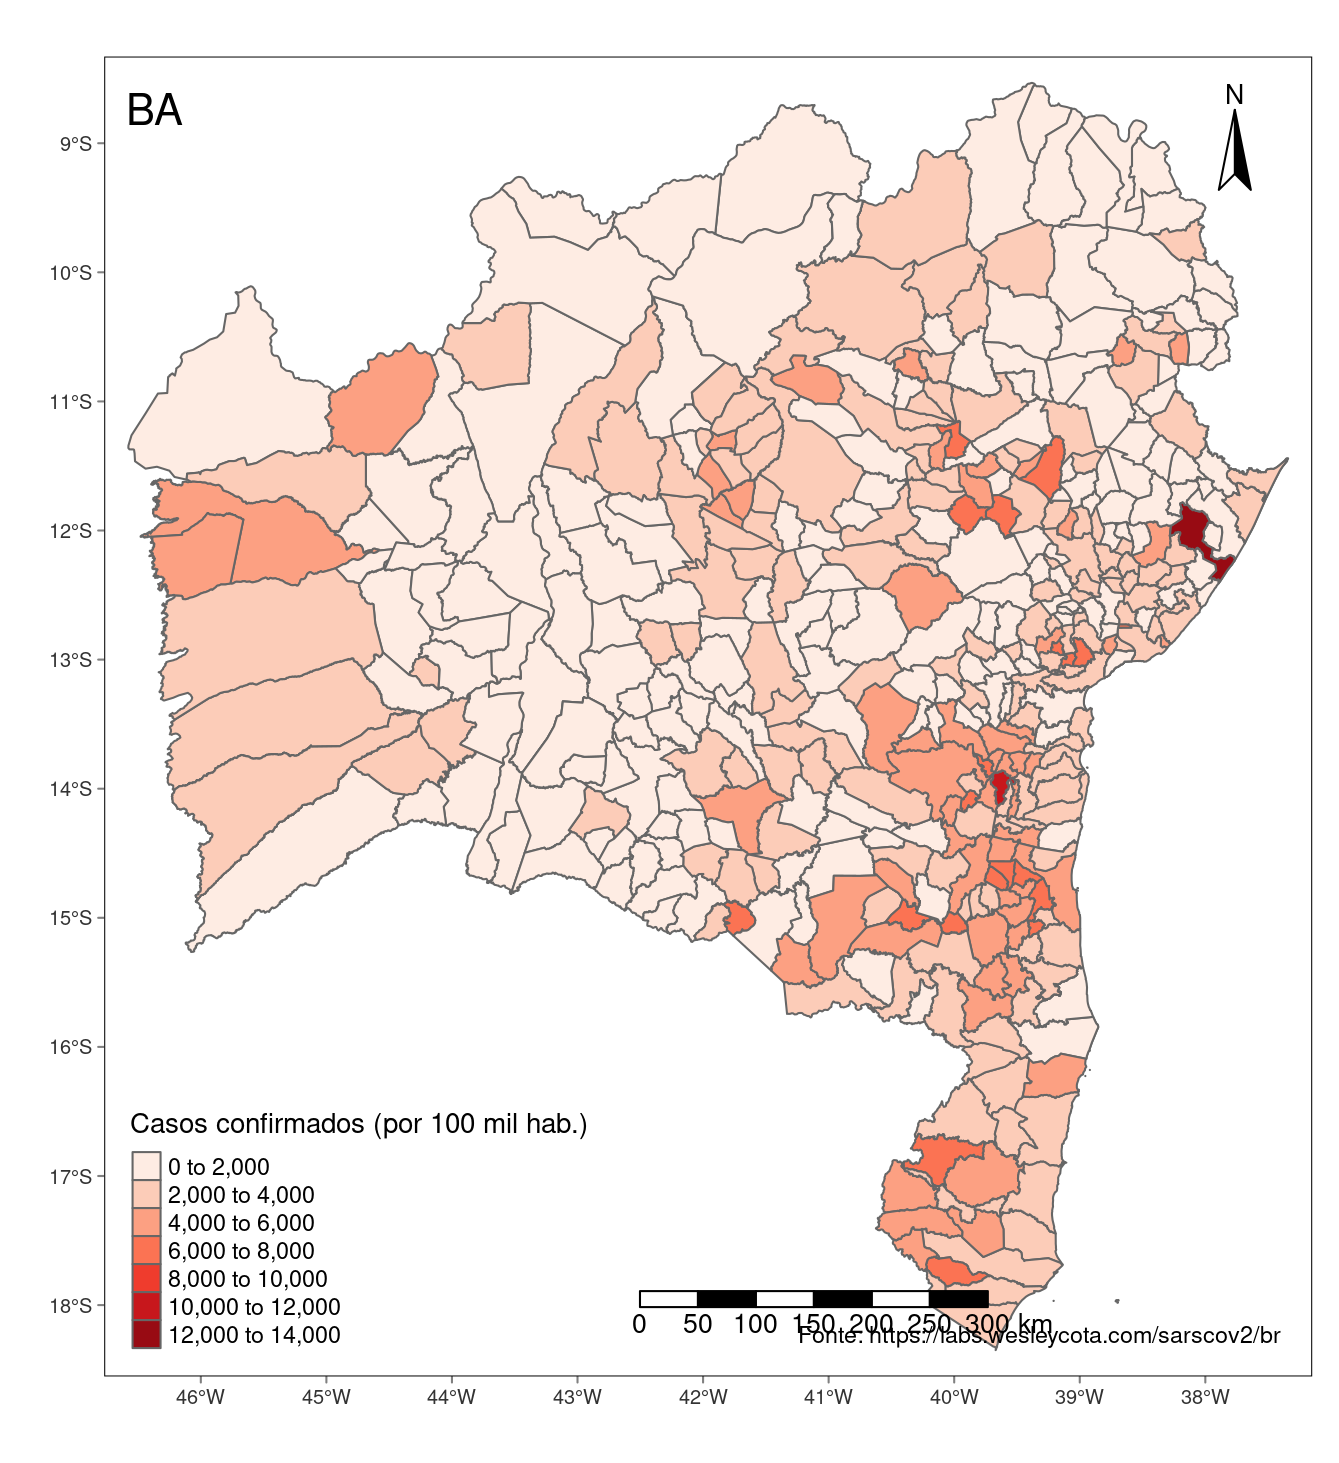 BA
N
9°S
10°S
11°S
12°S
13°S
14°S
15°S
16°S
17°S
18°S
Casos confirmados (por 100 mil hab.)
0 to 2,000
2,000 to 4,000
4,000 to 6,000
6,000 to 8,000
8,000 to 10,000
10,000 to 12,000
12,000 to 14,000
0 50 100 150 200 250 300 km
Fonte: https://labs.wesleycota.com/sarscov2/br
46°W 45°W 44°W 43°W 42°W 41°W 40°W 39°W 38°W